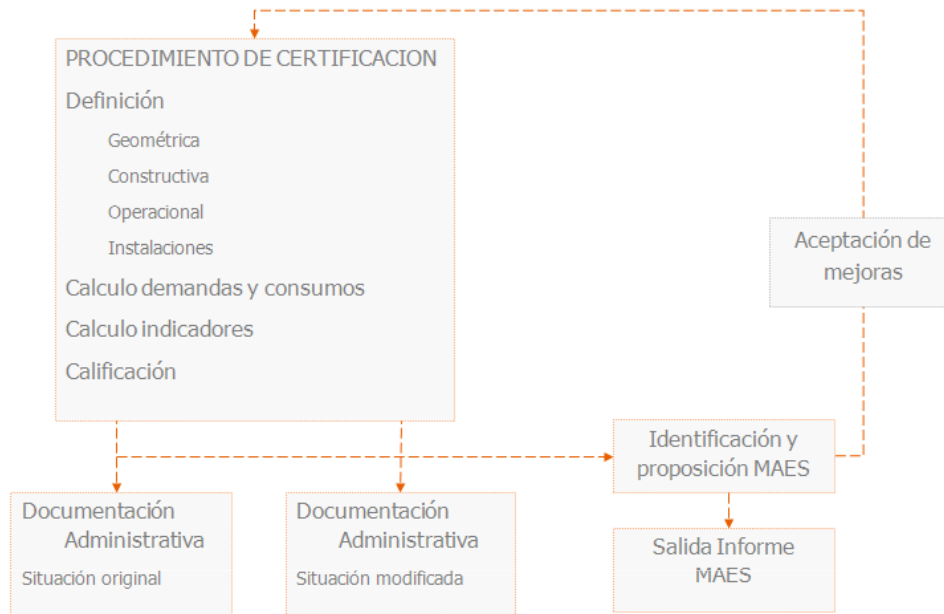 PROCEDIMIENTO DE CERTIFICACION
Definición
Geométrica
Constructiva
Operacional
Instalaciones
Calculo demandas y consumos
Calculo indicadores
Calificación
Aceptación de
mejoras
Identificación y
proposición MAES
Documentación
Administrativa
Situación original
Documentación
Administrativa
Situación modificada
Salida Informe
MAES